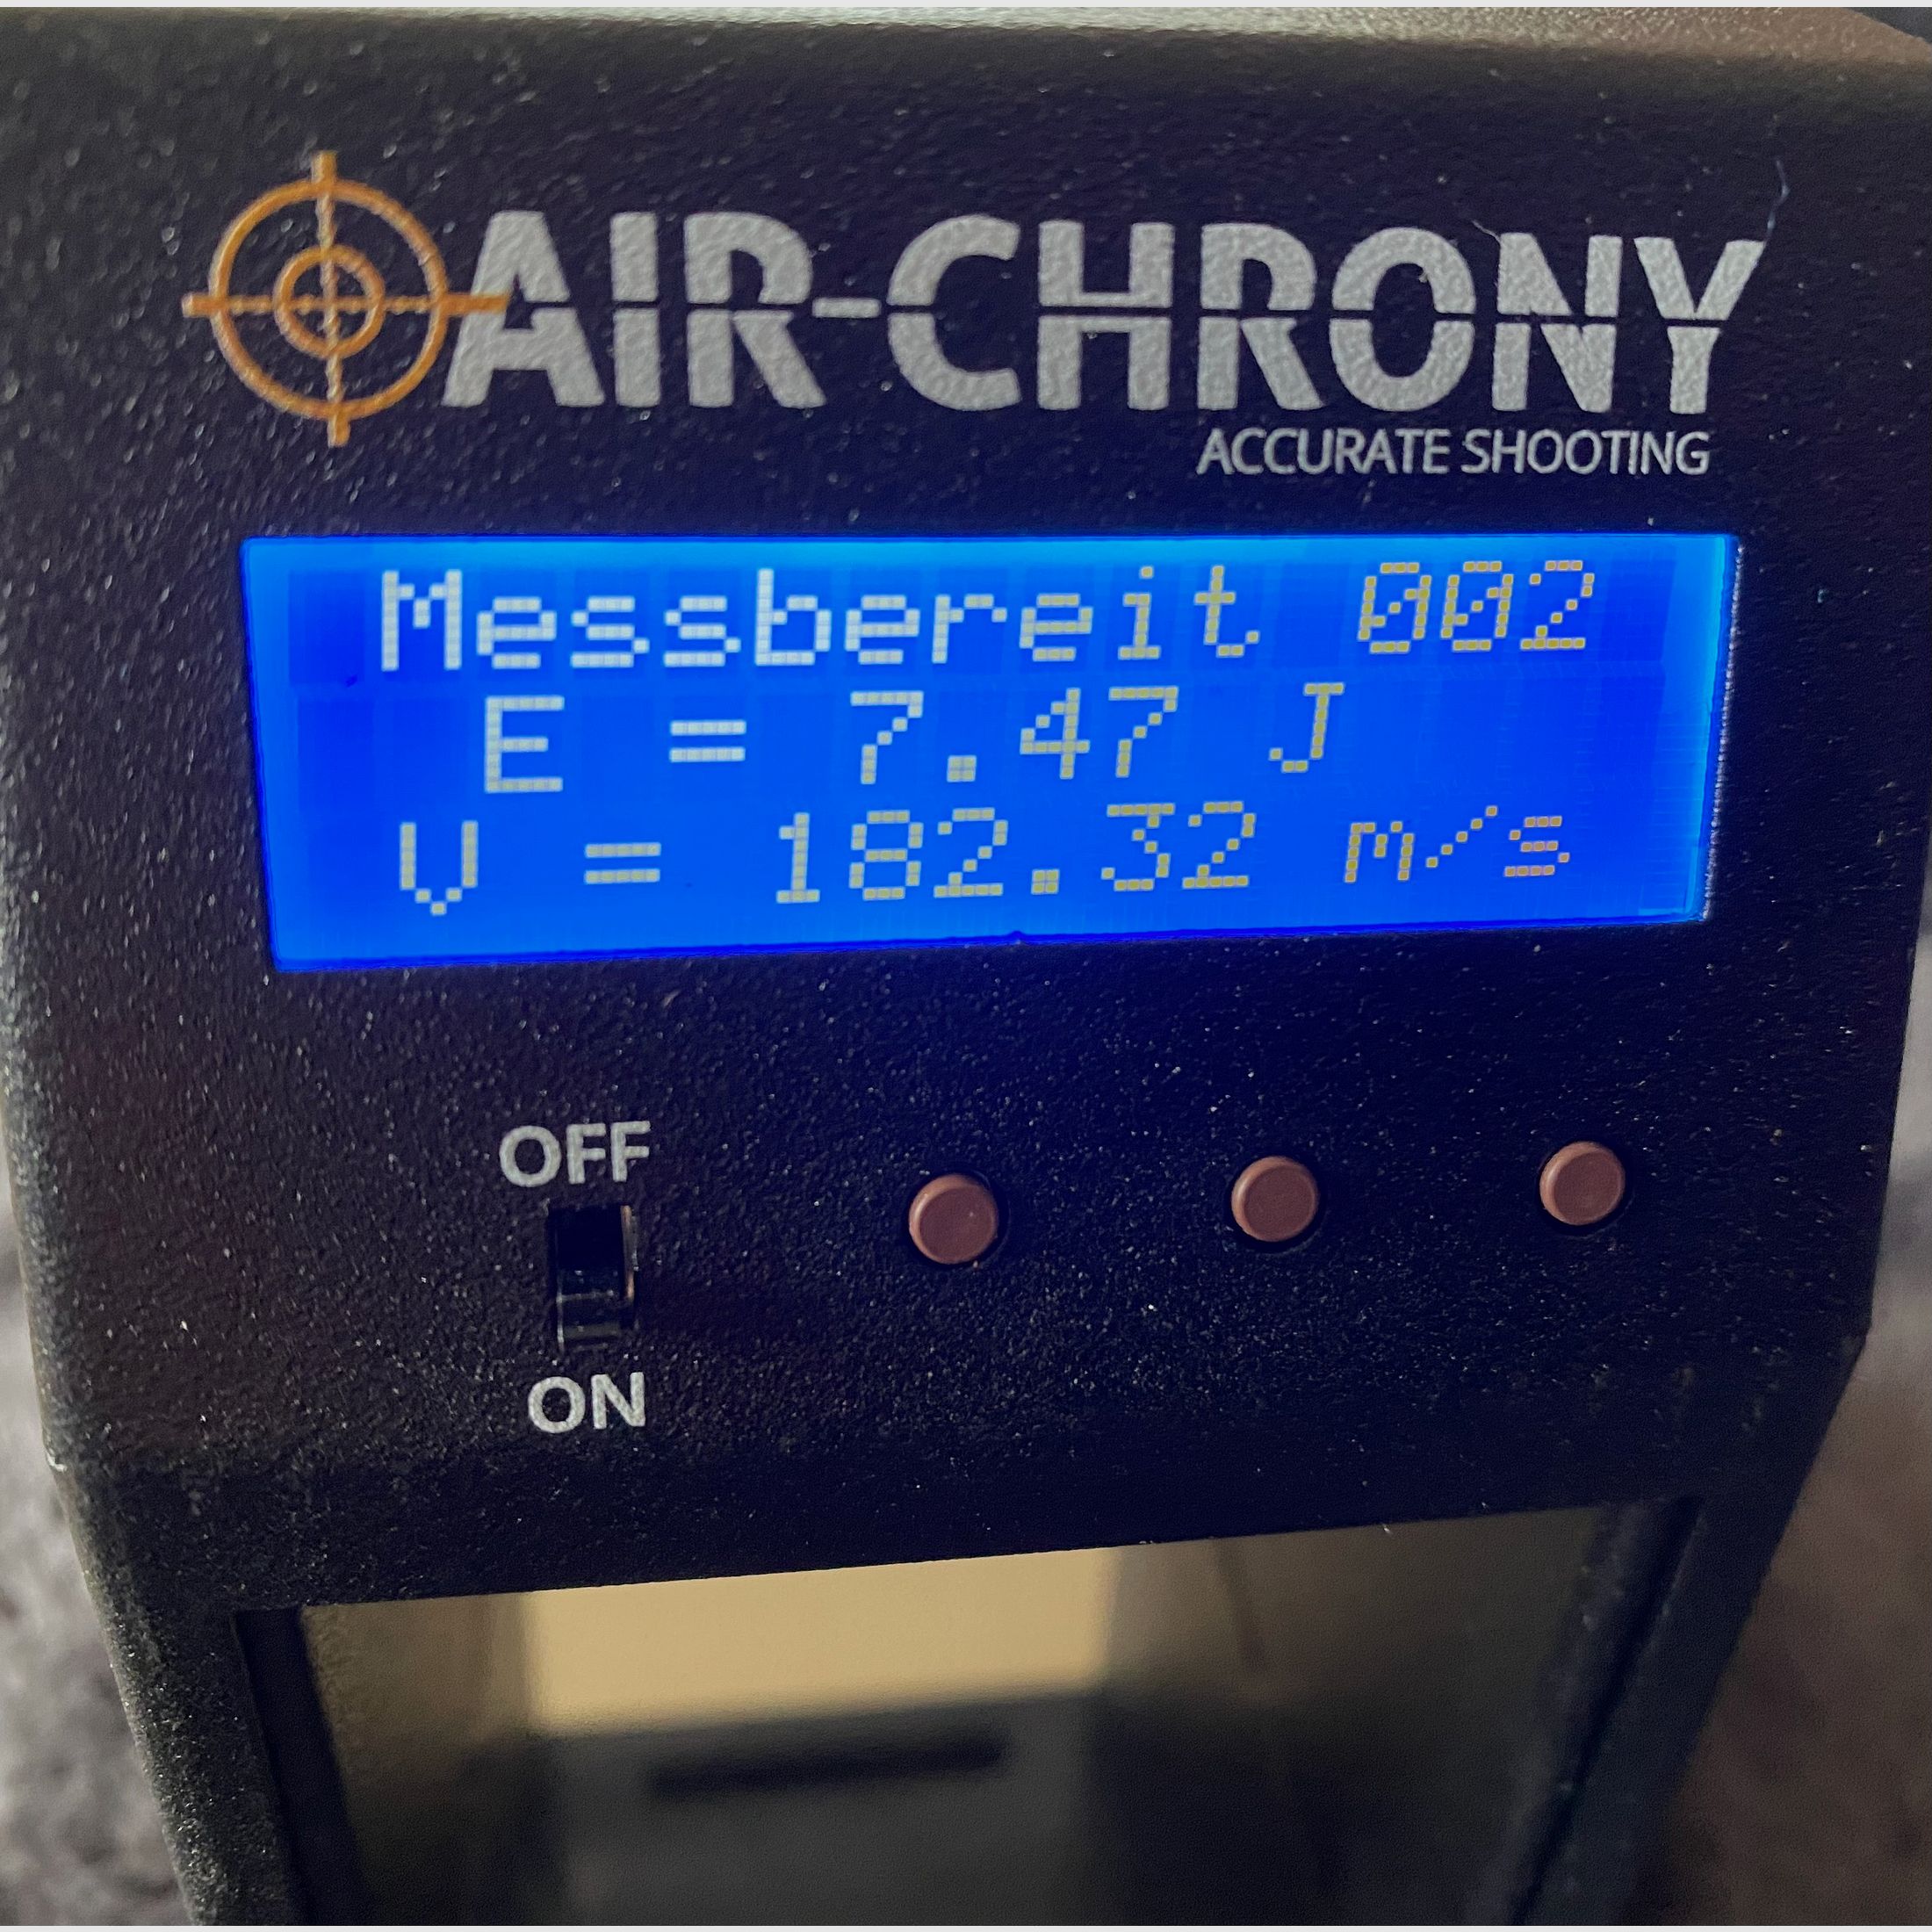 AIR-CHRONY
ACCURATE SHOOTING
Messbereit 002
E = 7.47 J
V = 182.32 m/s
OFF
ON